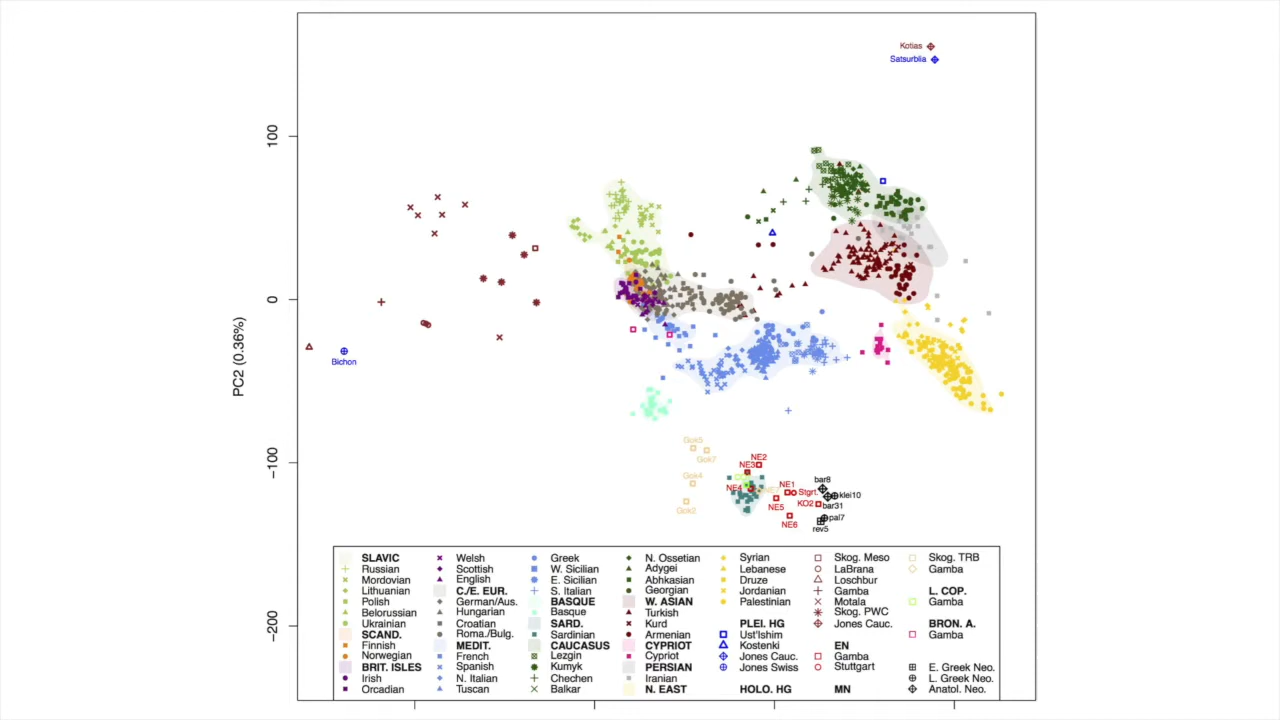 Kotias
Satsurblia
100
0
-100
-200
PC2 (0.36%)
Bichon
Gok5
Gok7
Gok4
Gok2
NE2
NE3
NE4
NE7
NE1
Stgrt.
NE5
KO2
NE6
bar8
klei10
bar31
pal7
rev5
SLAVIC Welsh Greek N. Ossetian Syrian Skog. Meso Skog. TRB
Russian Scottish W. Sicilian Adygei Lebanese LaBrana Gamba
Mordovian English E. Sicilian Abhkasian Druze Loschbur
Lithuanian C./E. EUR. S. Italian Georgian Jordanian Gamba L. COP.
Polish German/Aus. BASQUE W. ASIAN Palestinian Motala Gamba
Belorussian Hungarian Basque Turkish Skog. PWC
Ukrainian Croatian SARD. Kurd PLEI. HG Jones Cauc. BRON. A.
SCAND. Roma./Bulg. Sardinian Armenian Ust'Ishim Gamba
Finnish MEDIT. CAUCASUS CYPRIOT Kostenki EN
Norwegian French Lezgin Cypriot Jones Cauc. Gamba
BRIT. ISLES Spanish Kumyk PERSIAN Jones Swiss Stuttgart E. Greek Neo.
Irish N. Italian Chechen Iranian L. Greek Neo.
Orcadian Tuscan Balkar N. EAST HOLO. HG MN Anatol. Neo.